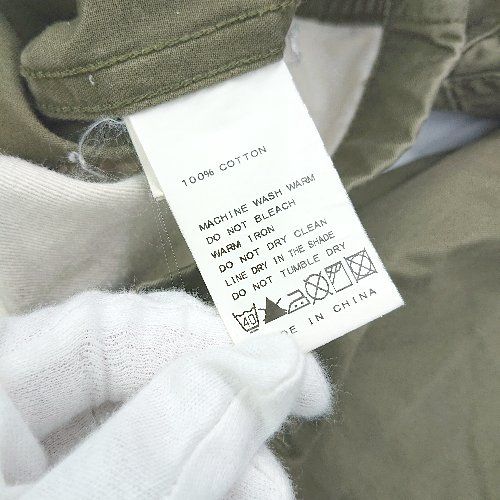 100% COTTON
MACHINE WASH WARM
DO NOT BLEACH
WARM IRON
DO NOT DRY CLEAN
LINE DRY IN THE SHADE
DO NOT TUMBLE DRY
40
DE IN CHINA